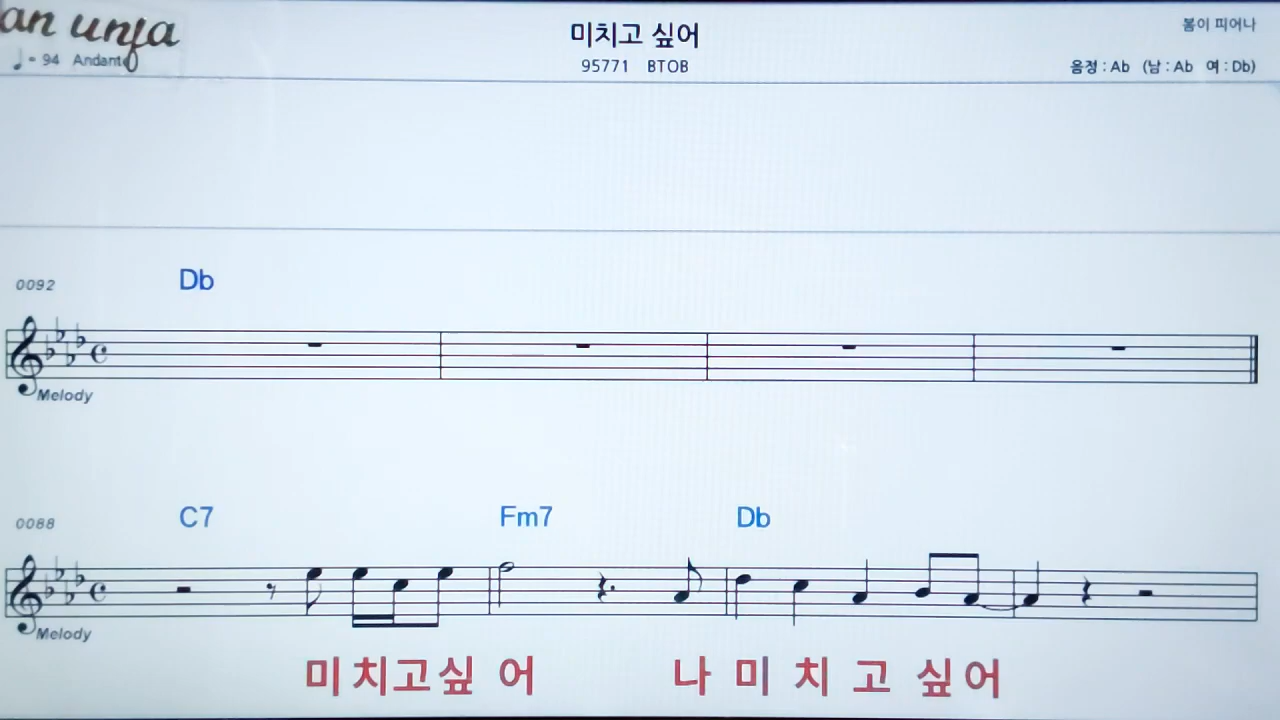 an unja
미치고 싶어
봄이 피어나
♩= 94 Andante
95771 BTOB
음정 : Ab (남 : Ab 여 : Db)
0092
Db
Melody
0088
C7 Fm7 Db
Melody
미 치고싶 어 나 미 치 고 싶어